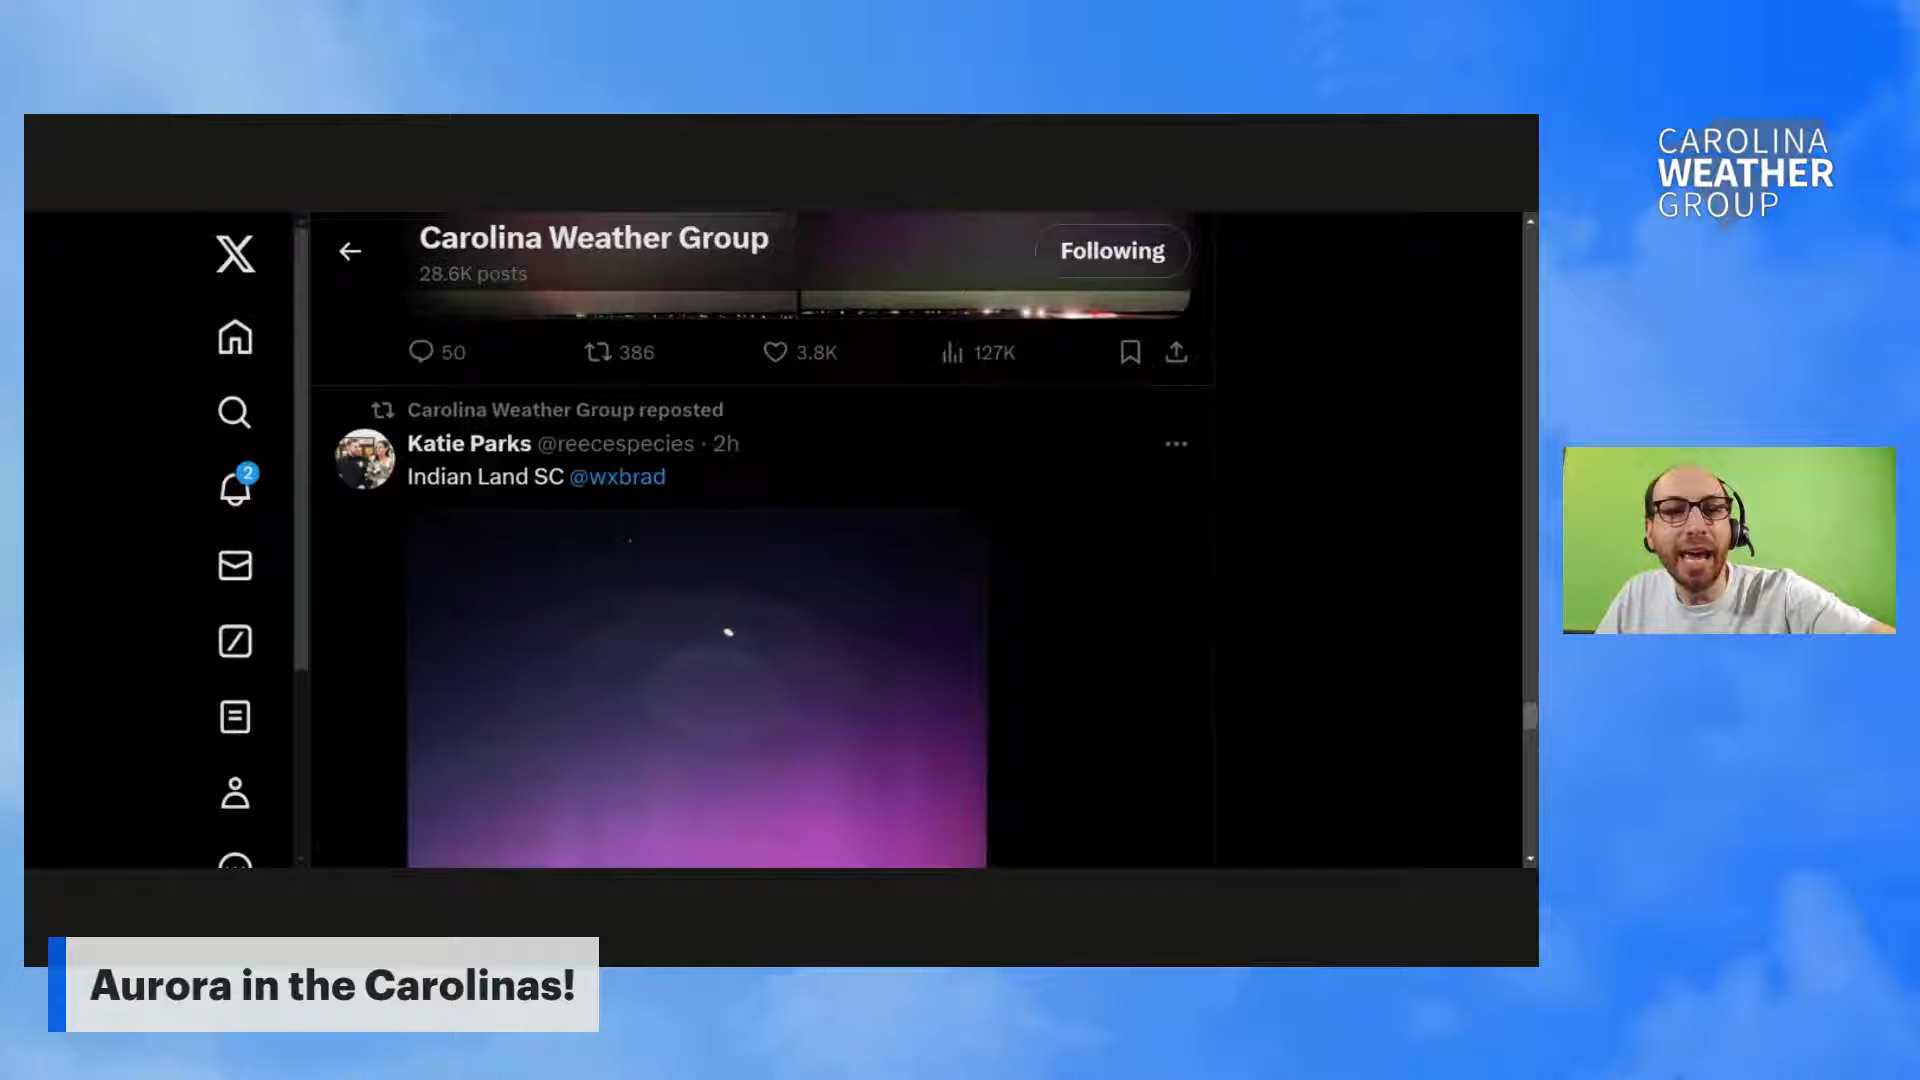 CAROLINA
WEATHER
GROUP
X
Carolina Weather Group
28.6K posts
Following
50 386 3.8K 127K
Carolina Weather Group reposted
Katie Parks @reecespecies · 2h
Indian Land SC @wxbrad
2
Aurora in the Carolinas!